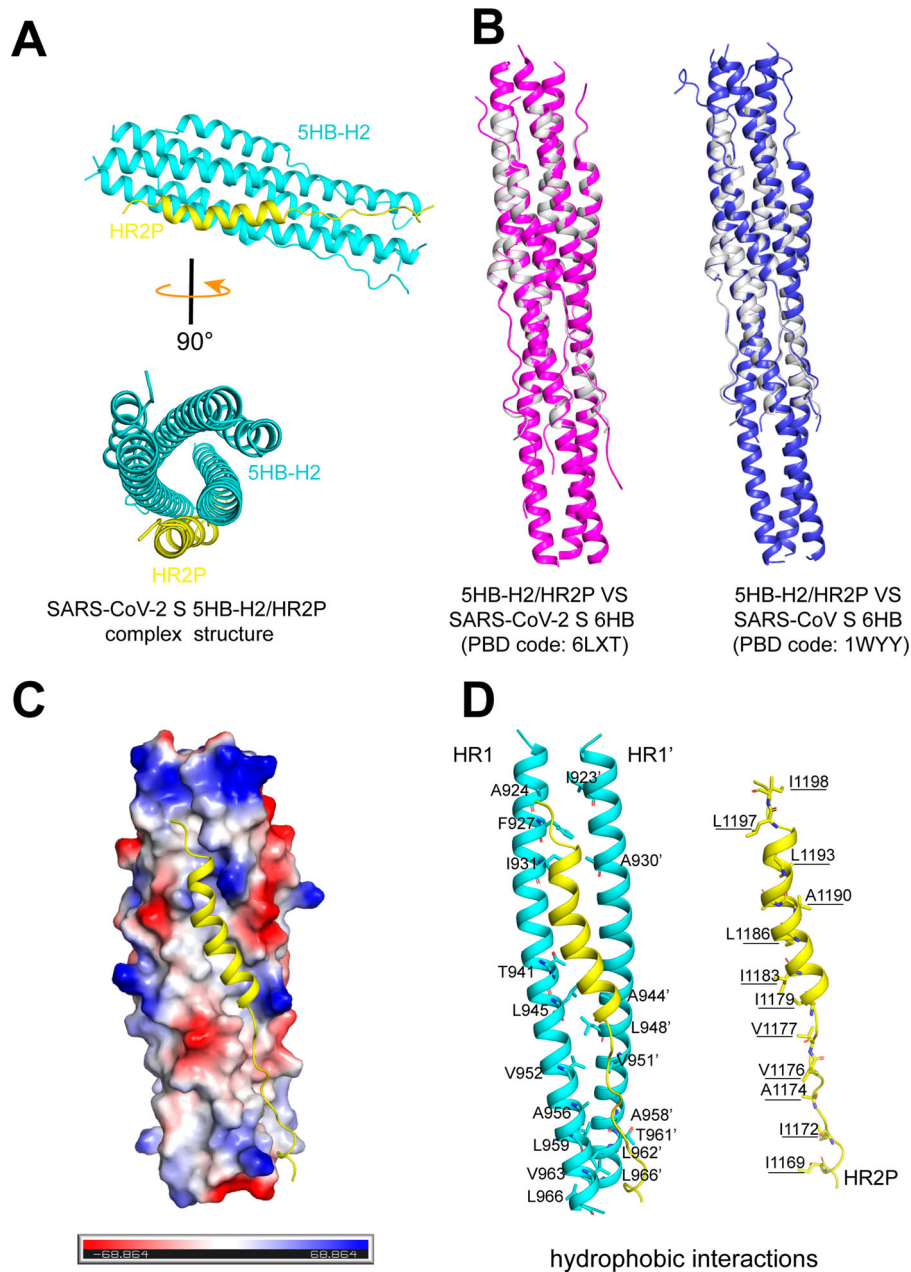 A
5HB-H2
HR2P
90°
5HB-H2
HR2P
SARS-CoV-2 S 5HB-H2/HR2P
complex structure
B
5HB-H2/HR2P VS
SARS-CoV-2 S 6HB
(PBD code: 6LXT)
5HB-H2/HR2P VS
SARS-CoV S 6HB
(PBD code: 1WYY)
C
-68.864
68.864
D
HR1
HR1’
A924
I923’
F927
I931
A930’
T941
A944’
L945
L948’
V951’
V952
A956
A958’
L959
T961’
L962’
V963
L966’
L966
I1198
L1197
L1193
A1190
L1186
I1183
I1179
V1177
V1176
A1174
I1172
I1169
HR2P
hydrophobic interactions